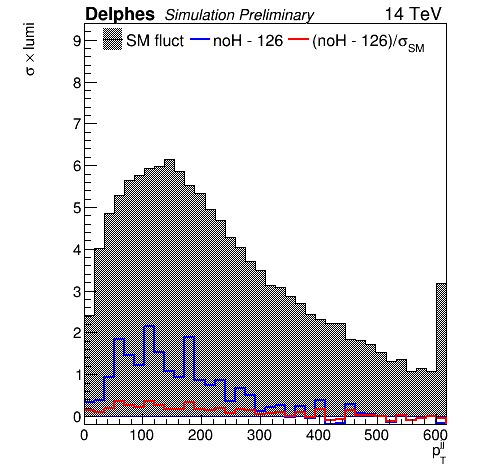 Delphes Simulation Preliminary 14 TeV
σ × lumi
SM fluct noH - 126 (noH - 126)/σ_SM
9
8
7
6
5
4
3
2
1
0
0 100 200 300 400 500 600
p_T^ll